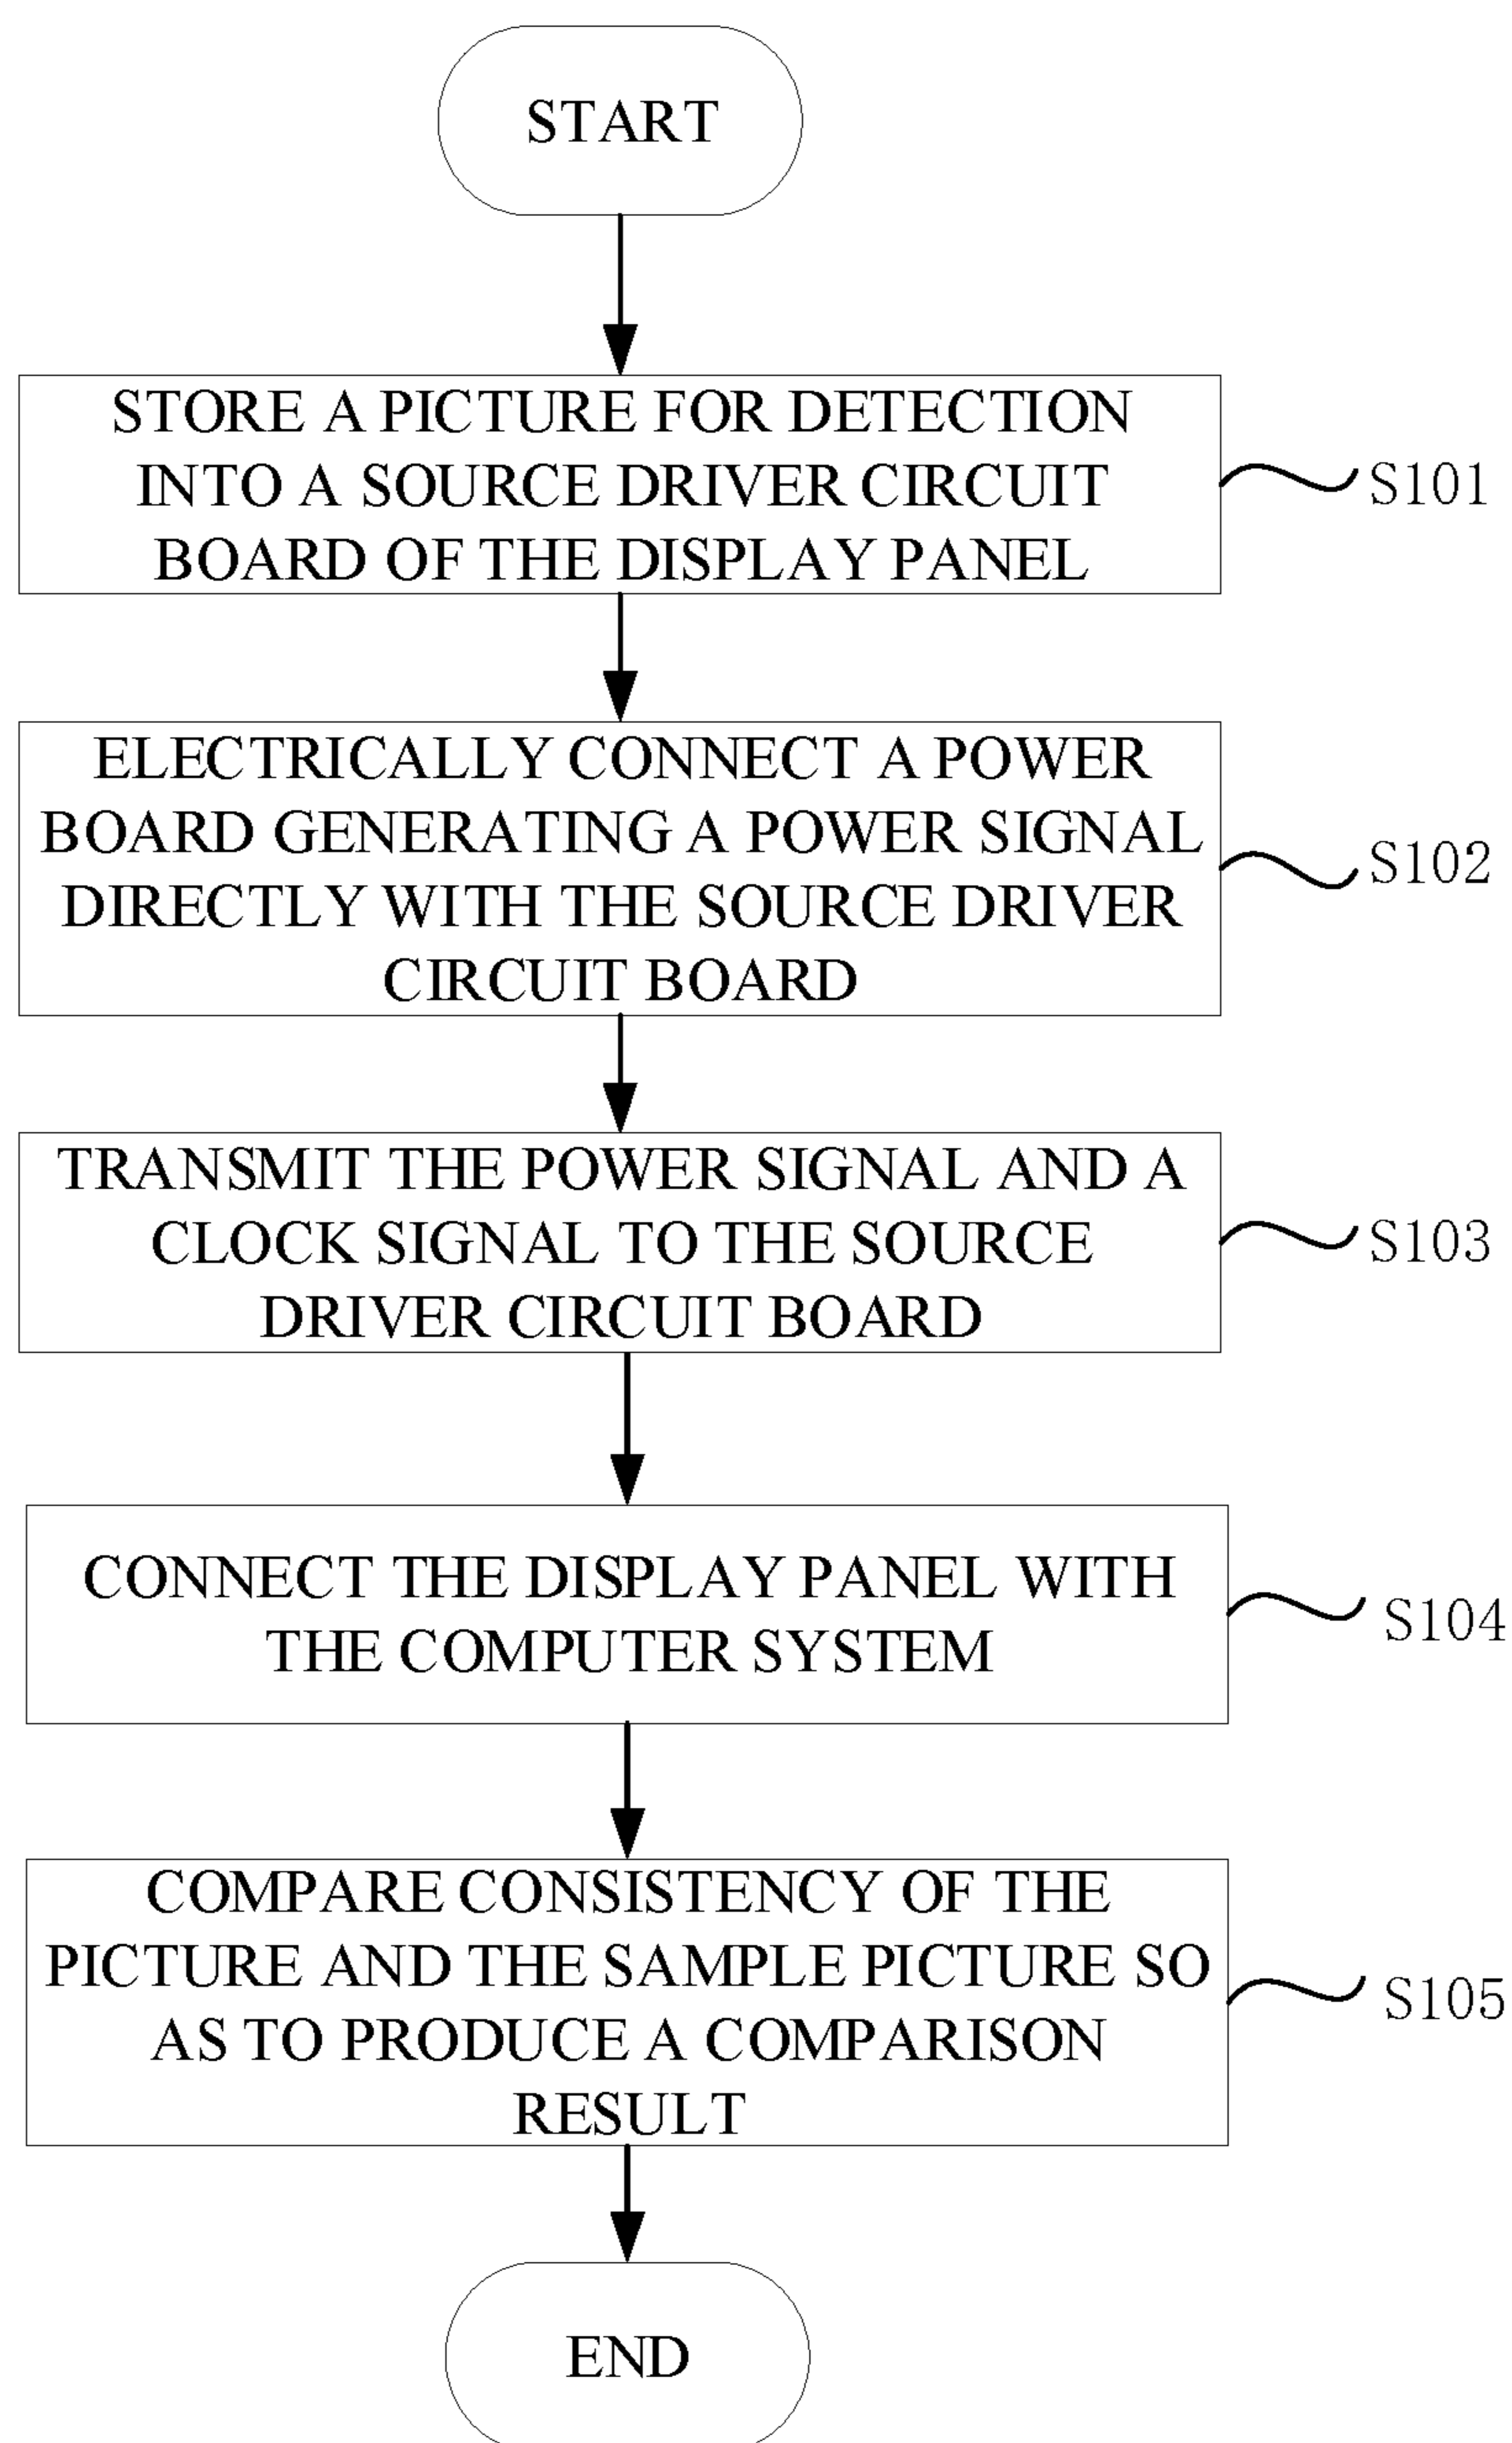 START
STORE A PICTURE FOR DETECTION
INTO A SOURCE DRIVER CIRCUIT
BOARD OF THE DISPLAY PANEL
S101
ELECTRICALLY CONNECT A POWER
BOARD GENERATING A POWER SIGNAL
DIRECTLY WITH THE SOURCE DRIVER
CIRCUIT BOARD
S102
TRANSMIT THE POWER SIGNAL AND A
CLOCK SIGNAL TO THE SOURCE
DRIVER CIRCUIT BOARD
S103
CONNECT THE DISPLAY PANEL WITH
THE COMPUTER SYSTEM
S104
COMPARE CONSISTENCY OF THE
PICTURE AND THE SAMPLE PICTURE SO
AS TO PRODUCE A COMPARISON
RESULT
S105
END